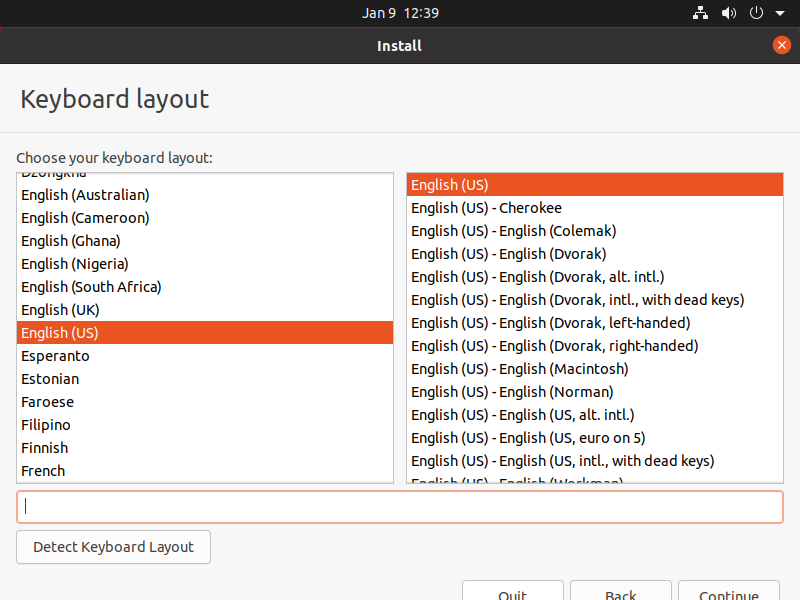 Jan 9 12:39
Install
Keyboard layout
Choose your keyboard layout:
Dzongkha
English (Australian)
English (Cameroon)
English (Ghana)
English (Nigeria)
English (South Africa)
English (UK)
English (US)
Esperanto
Estonian
Faroese
Filipino
Finnish
French
English (US)
English (US) - Cherokee
English (US) - English (Colemak)
English (US) - English (Dvorak)
English (US) - English (Dvorak, alt. intl.)
English (US) - English (Dvorak, intl., with dead keys)
English (US) - English (Dvorak, left-handed)
English (US) - English (Dvorak, right-handed)
English (US) - English (Macintosh)
English (US) - English (Norman)
English (US) - English (US, alt. intl.)
English (US) - English (US, euro on 5)
English (US) - English (US, intl., with dead keys)
English (US) - English (Workman)
Detect Keyboard Layout
Quit
Back
Continue